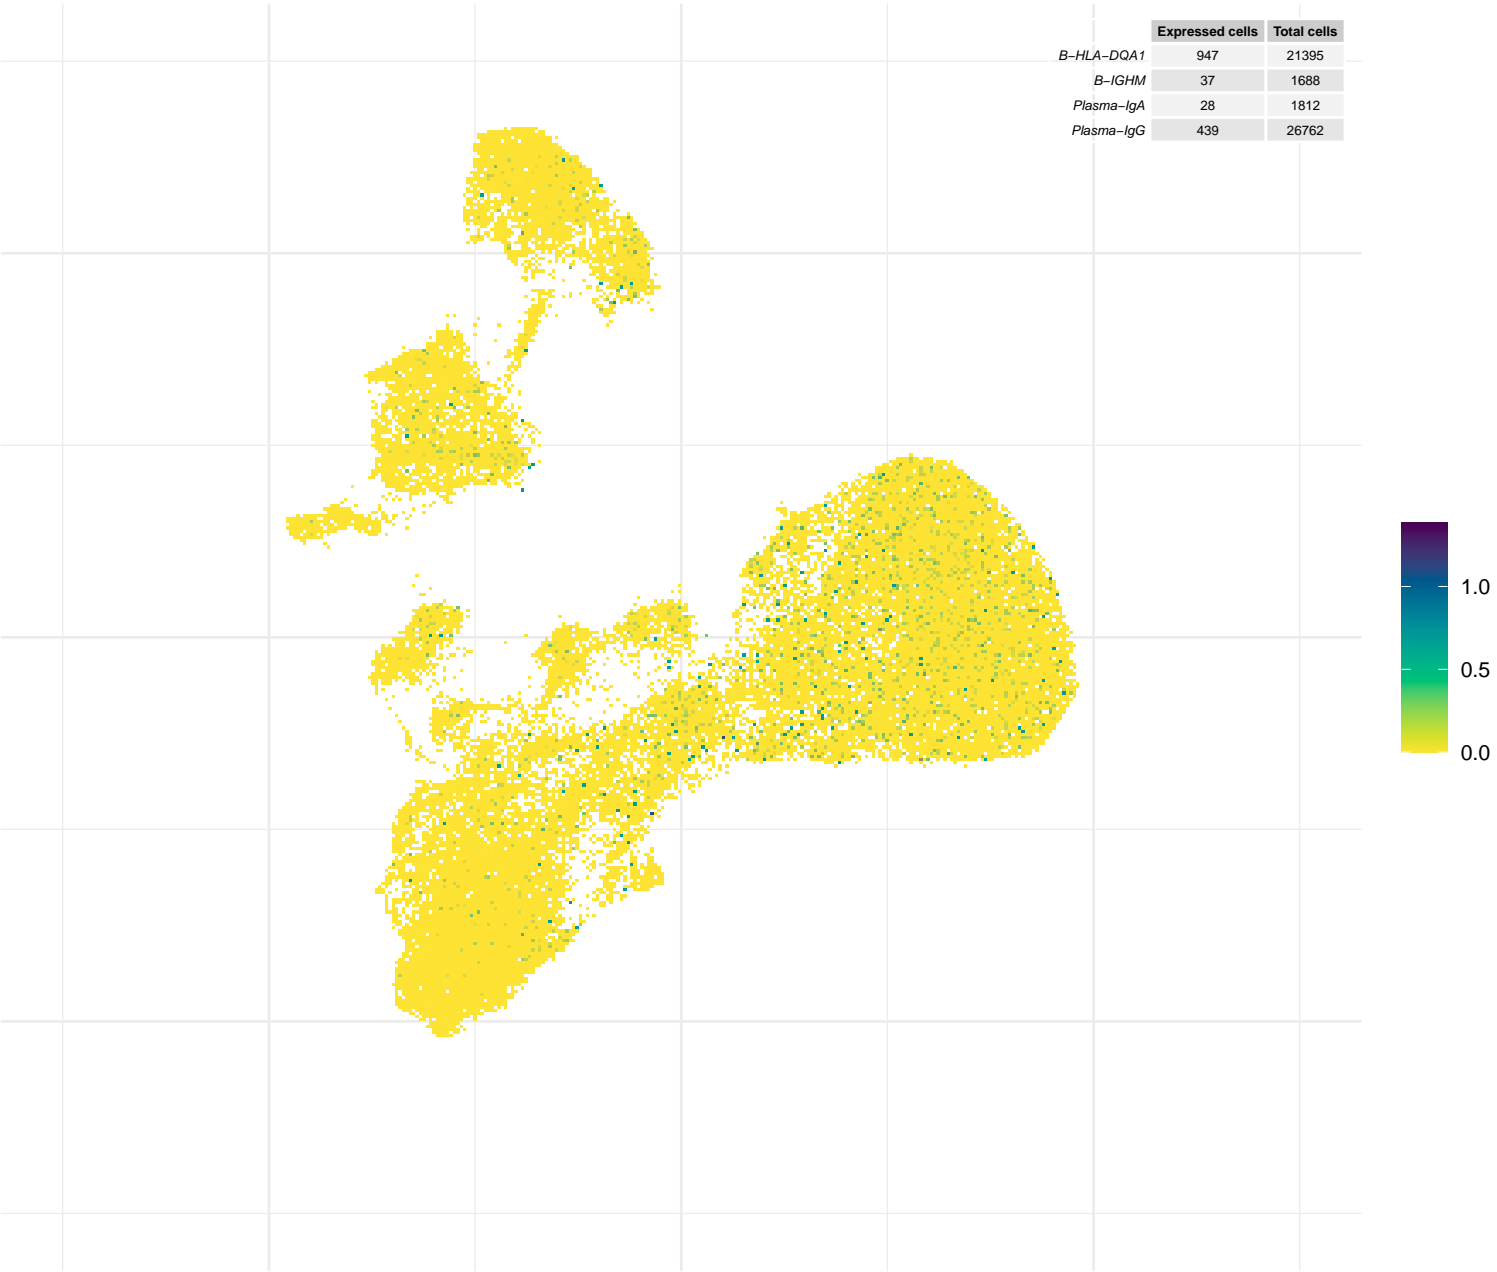 Expressed cells Total cells
B−HLA−DQA1 947 21395
B−IGHM 37 1688
Plasma−IgA 28 1812
Plasma−IgG 439 26762
1.0
0.5
0.0